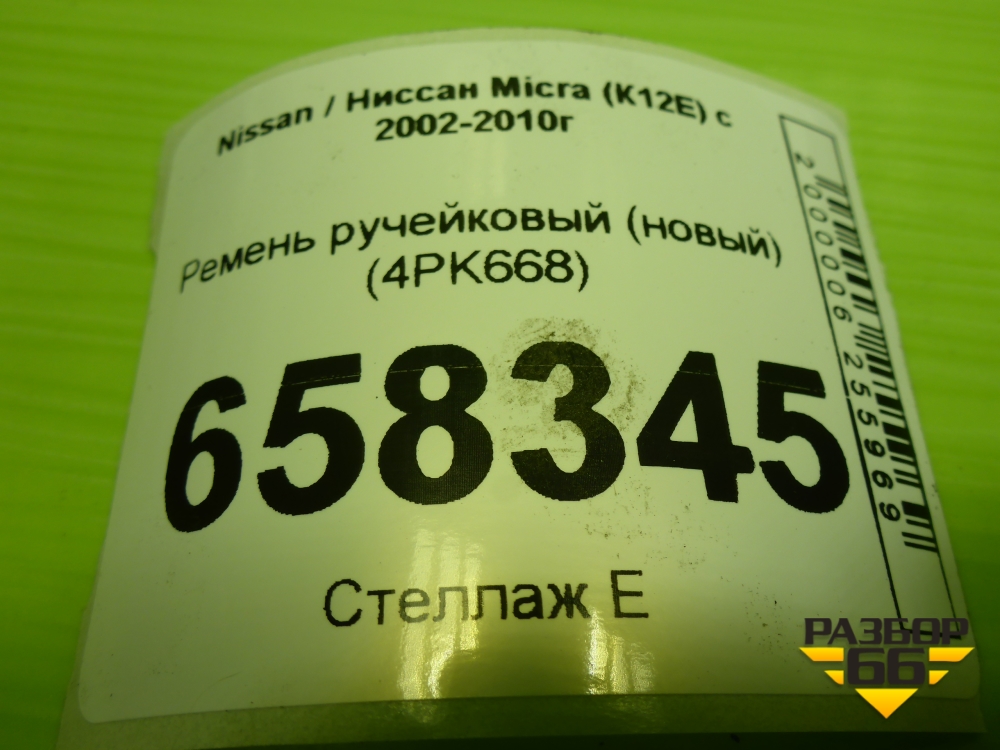 Nissan / Ниссан Micra (K12E) с
2002-2010г
Ремень ручейковый (новый)
(4PK668)
658345
Стеллаж Е
2000006255969
РАЗБОР
66